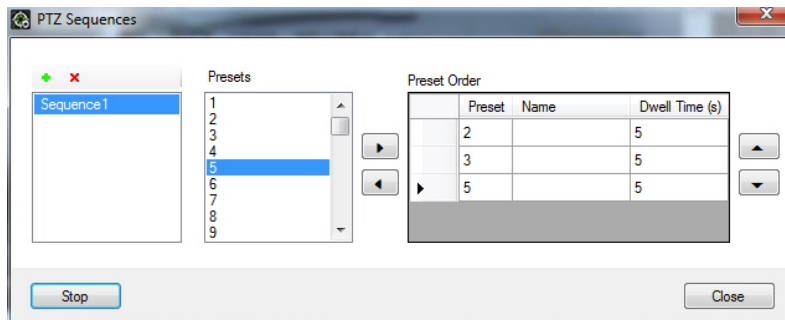 PTZ Sequences
Presets
Preset Order
Sequence1
1
2
3
4
5
6
7
8
9
Preset Name Dwell Time (s)
2 5
3 5
5 5
Stop
Close